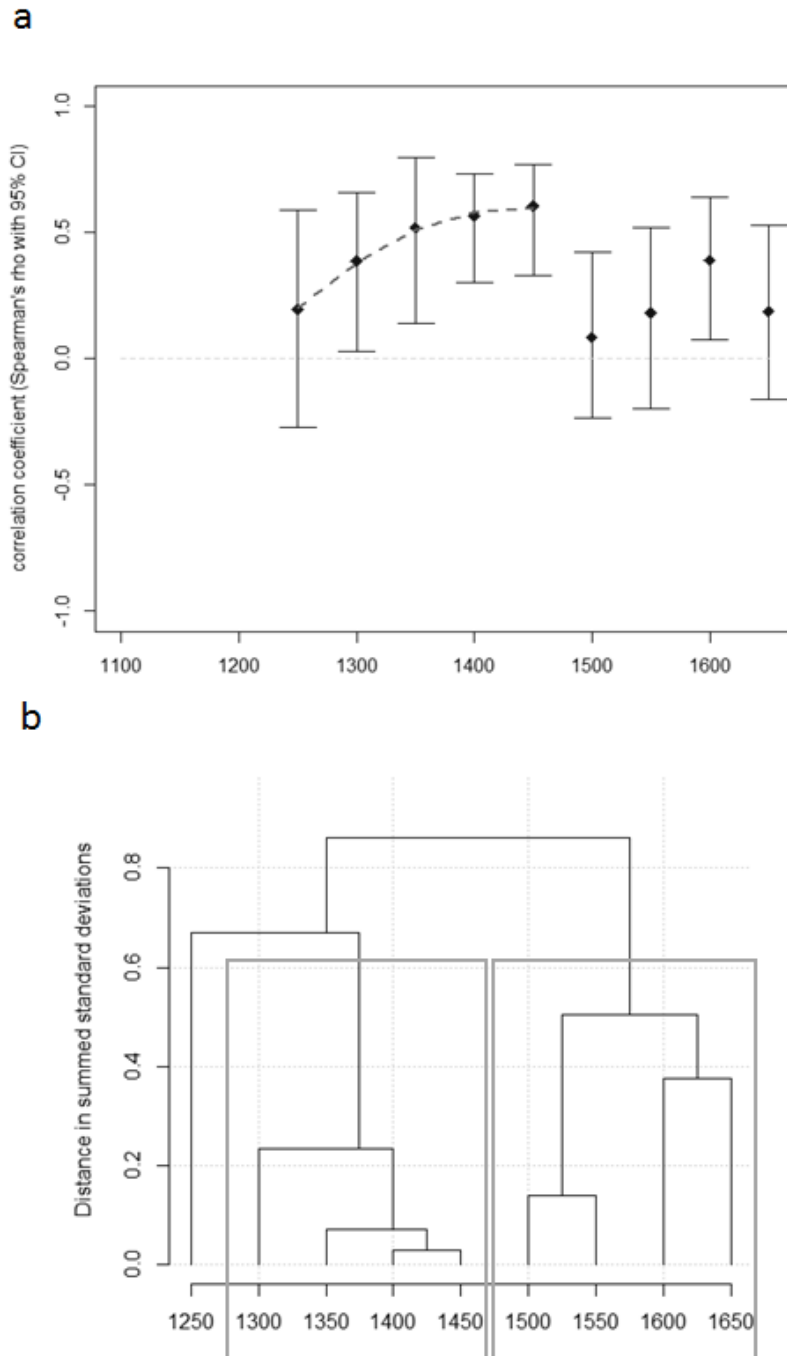 a
correlation coefficient (Spearman's rho with 95% CI)
1.0
0.5
0.0
-0.5
-1.0
1100 1200 1300 1400 1500 1600
b
Distance in summed standard deviations
0.8
0.6
0.4
0.2
0.0
1250 1300 1350 1400 1450 1500 1550 1600 1650